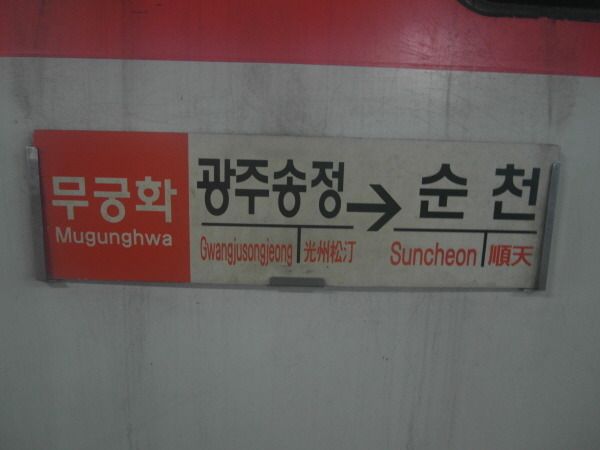 무궁화
Mugunghwa
광주송정 → 순천
Gwangjusongjeong 光州松汀
Suncheon 順天